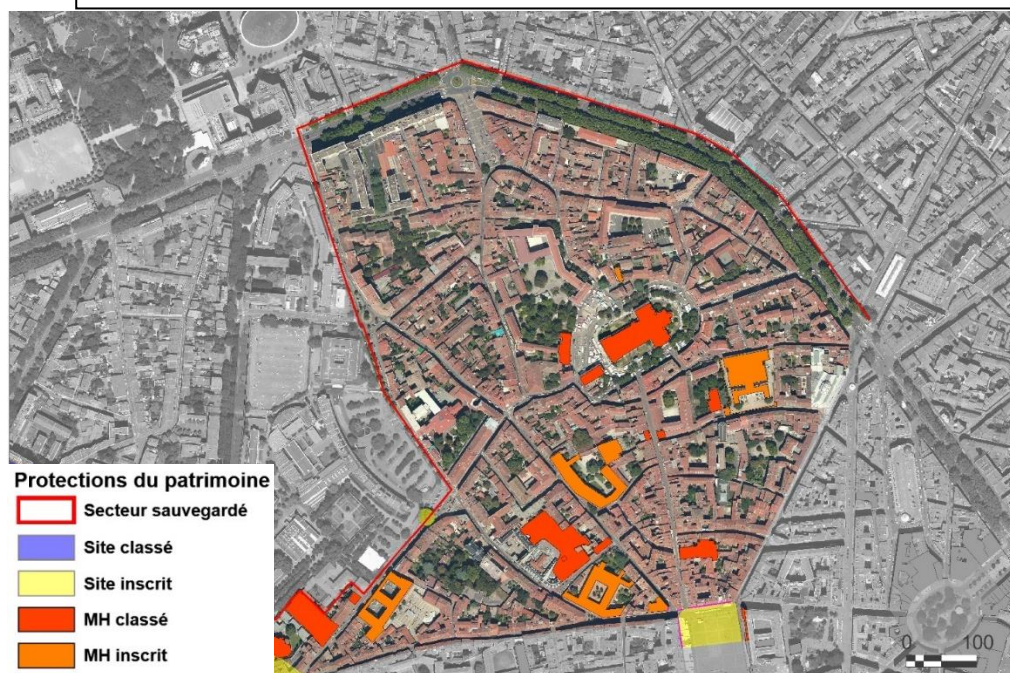 Protections du patrimoine
Secteur sauvegardé
Site classé
Site inscrit
MH classé
MH inscrit
0 100